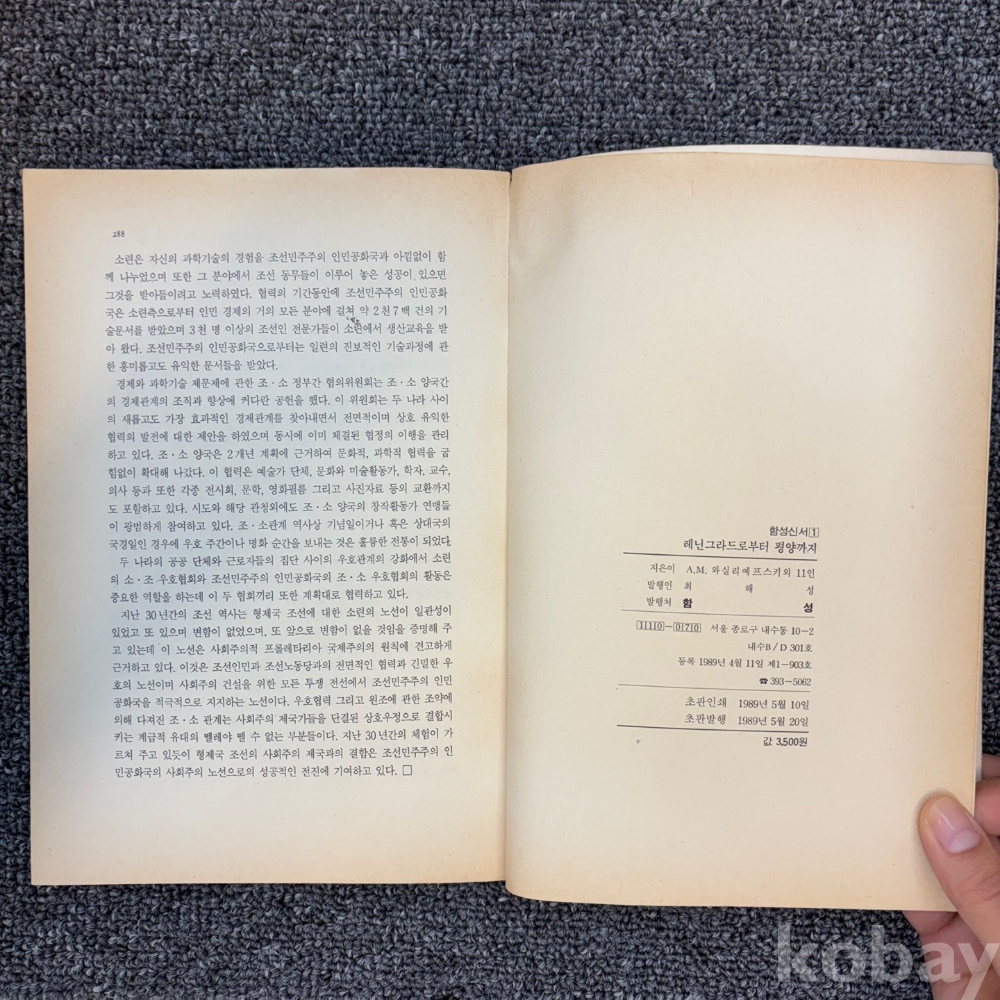 288
소련은 자신의 과학기술의 경험을 조선민주주의 인민공화국과 아낌없이 함
께 나누었으며 또한 그 분야에서 조선 동무들이 이루어 놓은 성공이 있으면
그것을 받아들이려고 노력하였다. 협력의 기간동안에 조선민주주의 인민공화
국은 소련측으로부터 인민 경제의 거의 모든 분야에 걸쳐 약 2천 7백 건의 기
술문서를 받았으며 3천 명 이상의 조선인 전문가들이 소련에서 생산교육을 받
아 왔다. 조선민주주의 인민공화국으로부터는 일련의 진보적인 기술과정에 관
한 흥미롭고도 유익한 문서들을 받았다.
경제와 과학기술 제문제에 관한 조·소 정부간 협의위원회는 조·소 양국간
의 경제관계의 조직과 향상에 커다란 공헌을 했다. 이 위원회는 두 나라 사이
의 새롭고도 가장 효과적인 경제관계를 찾아내면서 전면적이며 상호 유익한
협력의 발전에 대한 제안을 하였으며 동시에 이미 체결된 협정의 이행을 관리
하고 있다. 조·소 양국은 2개년 계획에 근거하여 문화적, 과학적 협력을 굽
힘없이 확대해 나갔다. 이 협력은 예술가 단체, 문화와 미술활동가, 학자, 교수,
의사 등과 또한 각종 전시회, 문학, 영화필름 그리고 사진자료 등의 교환까지
도 포함하고 있다. 시도와 해당 관청외에도 조·소 양국의 창작활동가 연맹들
이 광범하게 참여하고 있다. 조·소관계 역사상 기념일이거나 혹은 상대국의
국경일인 경우에 우호 주간이나 명화 순간을 보내는 것은 훌륭한 전통이 되었다.
두 나라의 공공 단체와 근로자들의 집단 사이의 우호관계의 강화에서 소련
의 소·조 우호협회와 조선민주주의 인민공화국의 조·소 우호협회의 활동은
중요한 역할을 하는데 이 두 협회끼리 또한 계획대로 협력하고 있다.
지난 30년간의 조선 역사는 형제국 조선에 대한 소련의 노선이 일관성이
있었고 또 있으며 변함이 없었으며, 또 앞으로 변함이 없을 것임을 증명해 주
고 있는데 이 노선은 사회주의적 프롤레타리아 국제주의의 원칙에 견고하게
근거하고 있다. 이것은 조선인민과 조선노동당과의 전면적인 협력과 긴밀한 우
호의 노선이며 사회주의 건설을 위한 모든 투쟁 전선에서 조선민주주의 인민
공화국을 적극적으로 지지하는 노선이다. 우호협력 그리고 원조에 관한 조약에
의해 다져진 조·소 관계는 사회주의 제국가들을 단결된 상호우정으로 결합시
키는 계급적 유대의 뗄레야 뗄 수 없는 부분들이다. 지난 30년간의 체험이 가
르쳐 주고 있듯이 형제국 조선의 사회주의 제국과의 결합은 조선민주주의 인
민공화국의 사회주의 노선으로의 성공적인 전진에 기여하고 있다. □
함성신서 1
레닌그라드로부터 평양까지
지은이 A.M. 와실리예프스키외 11인
발행인 최 해 성
발행처 함 성
110-070 서울 종로구 내수동 10-2
내수B/D 301호
등록 1989년 4월 11일 제1-903호
☎ 393-5062
초판인쇄 1989년 5월 10일
초판발행 1989년 5월 20일
값 3,500원
kobay